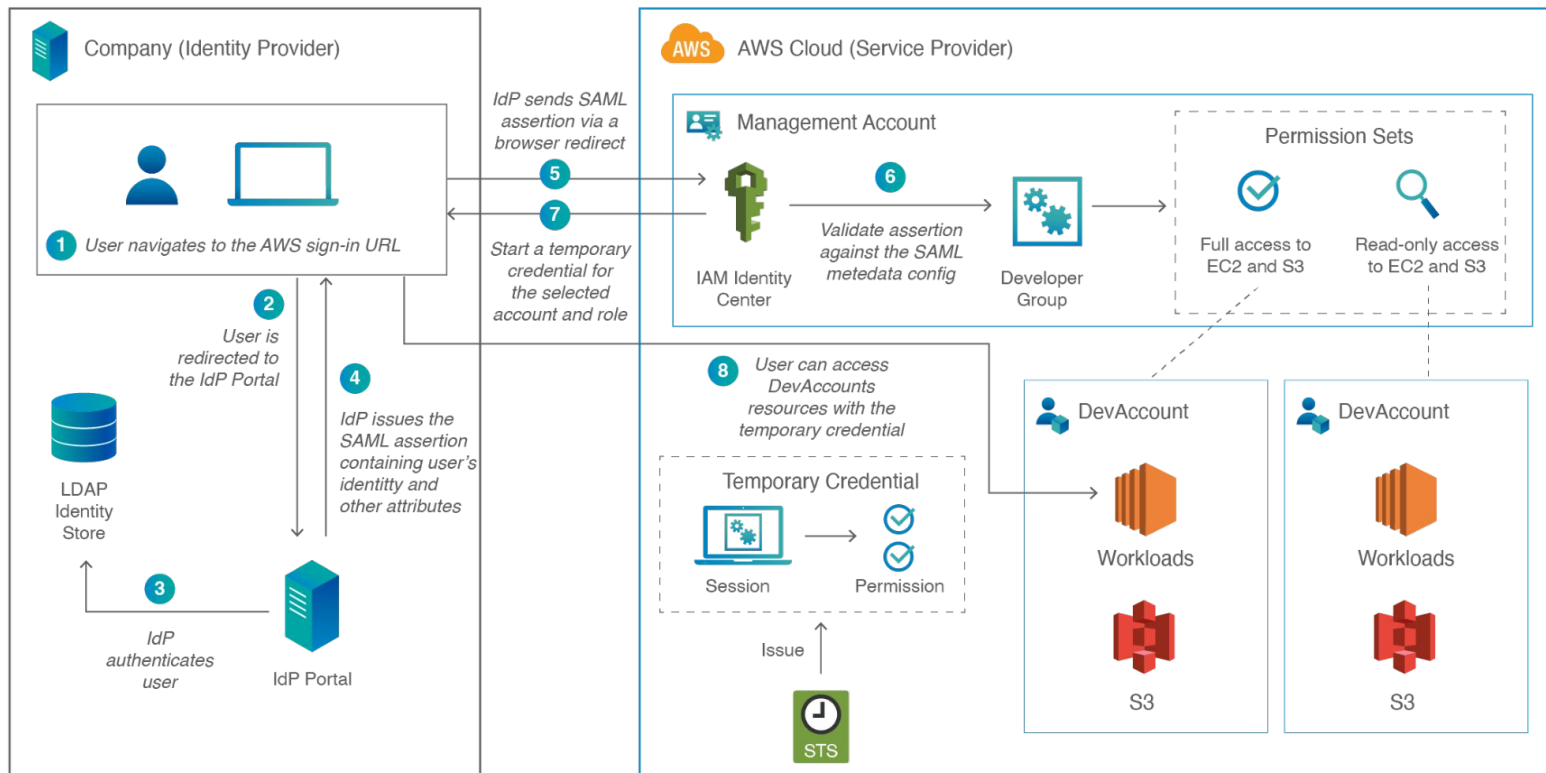 Company (Identity Provider)
1
User navigates to the AWS sign-in URL
2
User is
redirected to
the IdP Portal
4
IdP issues the
SAML assertion
containing user's
identity and
other attributes
LDAP
Identity
Store
3
IdP
authenticates
user
IdP Portal
IdP sends SAML
assertion via a
browser redirect
5
7
Start a temporary
credential for
the selected
account and role
AWS
AWS Cloud (Service Provider)
Management Account
IAM Identity
Center
6
Validate assertion
against the SAML
metedata config
Developer
Group
Permission Sets
Full access to
EC2 and S3
Read-only access
to EC2 and S3
8
User can access
DevAccounts
resources with the
temporary credential
Temporary Credential
Session
Permission
Issue
STS
DevAccount
Workloads
S3
DevAccount
Workloads
S3